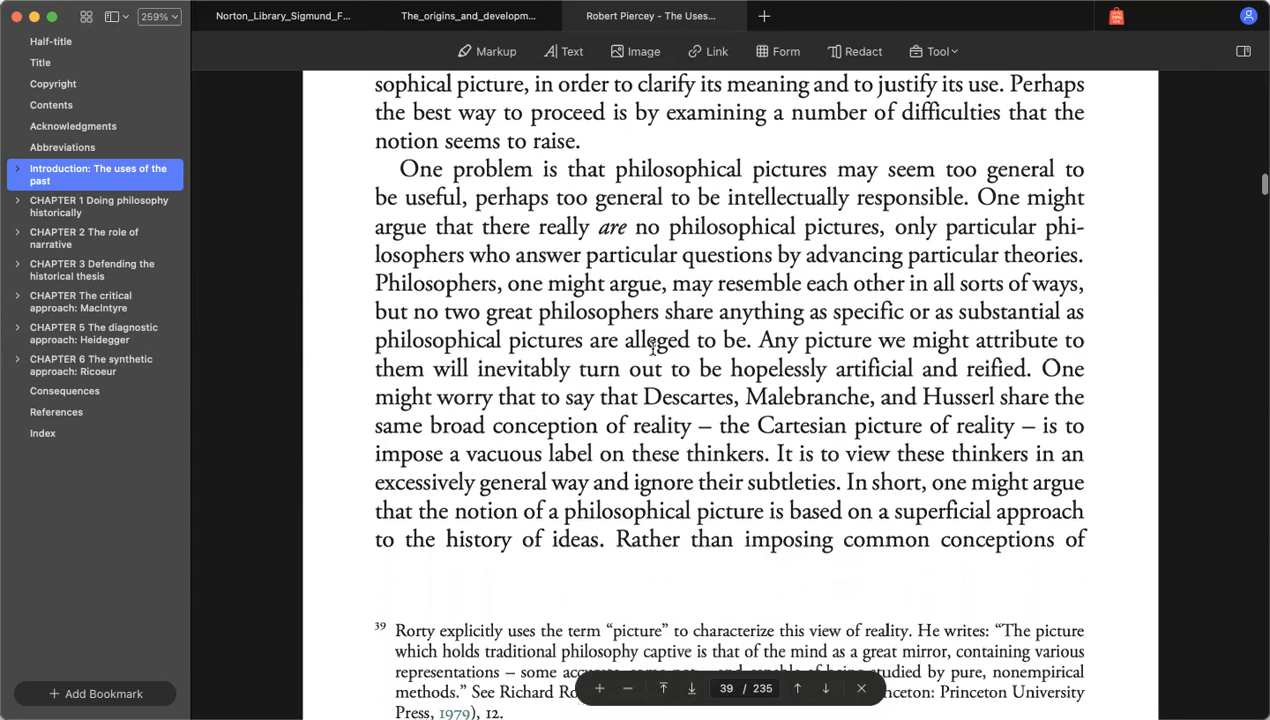 259%
Norton_Library_Sigmund_F...
The_origins_and_developm...
Robert Piercey - The Uses...
Markup
Text
Image
Link
Form
Redact
Tool
Half-title
Title
Copyright
Contents
Acknowledgments
Abbreviations
Introduction: The uses of the
past
CHAPTER 1 Doing philosophy
historically
CHAPTER 2 The role of
narrative
CHAPTER 3 Defending the
historical thesis
CHAPTER The critical
approach: MacIntyre
CHAPTER 5 The diagnostic
approach: Heidegger
CHAPTER 6 The synthetic
approach: Ricoeur
Consequences
References
Index
Add Bookmark
sophical picture, in order to clarify its meaning and to justify its use. Perhaps
the best way to proceed is by examining a number of difficulties that the
notion seems to raise.
One problem is that philosophical pictures may seem too general to
be useful, perhaps too general to be intellectually responsible. One might
argue that there really are no philosophical pictures, only particular phi-
losophers who answer particular questions by advancing particular theories.
Philosophers, one might argue, may resemble each other in all sorts of ways,
but no two great philosophers share anything as specific or as substantial as
philosophical pictures are alleged to be. Any picture we might attribute to
them will inevitably turn out to be hopelessly artificial and reified. One
might worry that to say that Descartes, Malebranche, and Husserl share the
same broad conception of reality – the Cartesian picture of reality – is to
impose a vacuous label on these thinkers. It is to view these thinkers in an
excessively general way and ignore their subtleties. In short, one might argue
that the notion of a philosophical picture is based on a superficial approach
to the history of ideas. Rather than imposing common conceptions of
39 Rorty explicitly uses the term “picture” to characterize this view of reality. He writes: “The picture
which holds traditional philosophy captive is that of the mind as a great mirror, containing various
representations – some studied by pure, nonempirical
methods.” See Richard Princeton University
Press, 1979), 12.
39 / 235